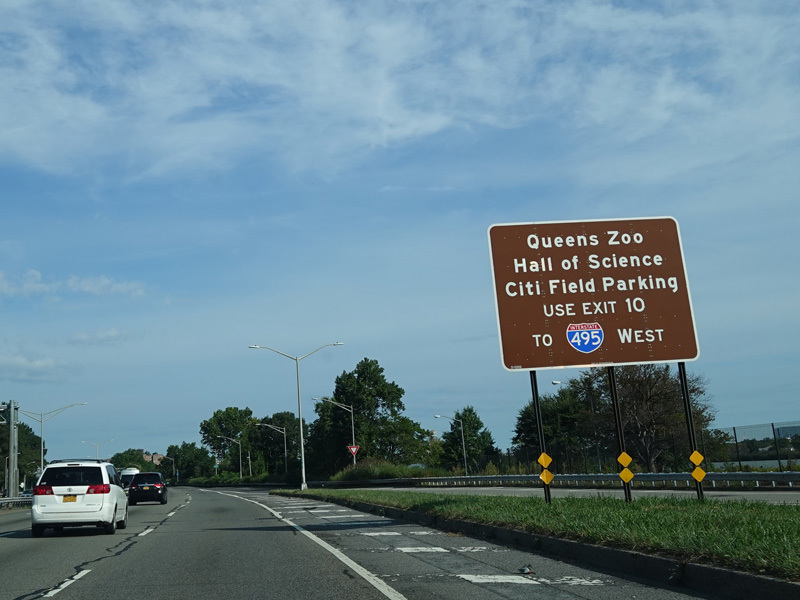 Queens Zoo
Hall of Science
Citi Field Parking
USE EXIT 10
TO INTERSTATE 495 WEST